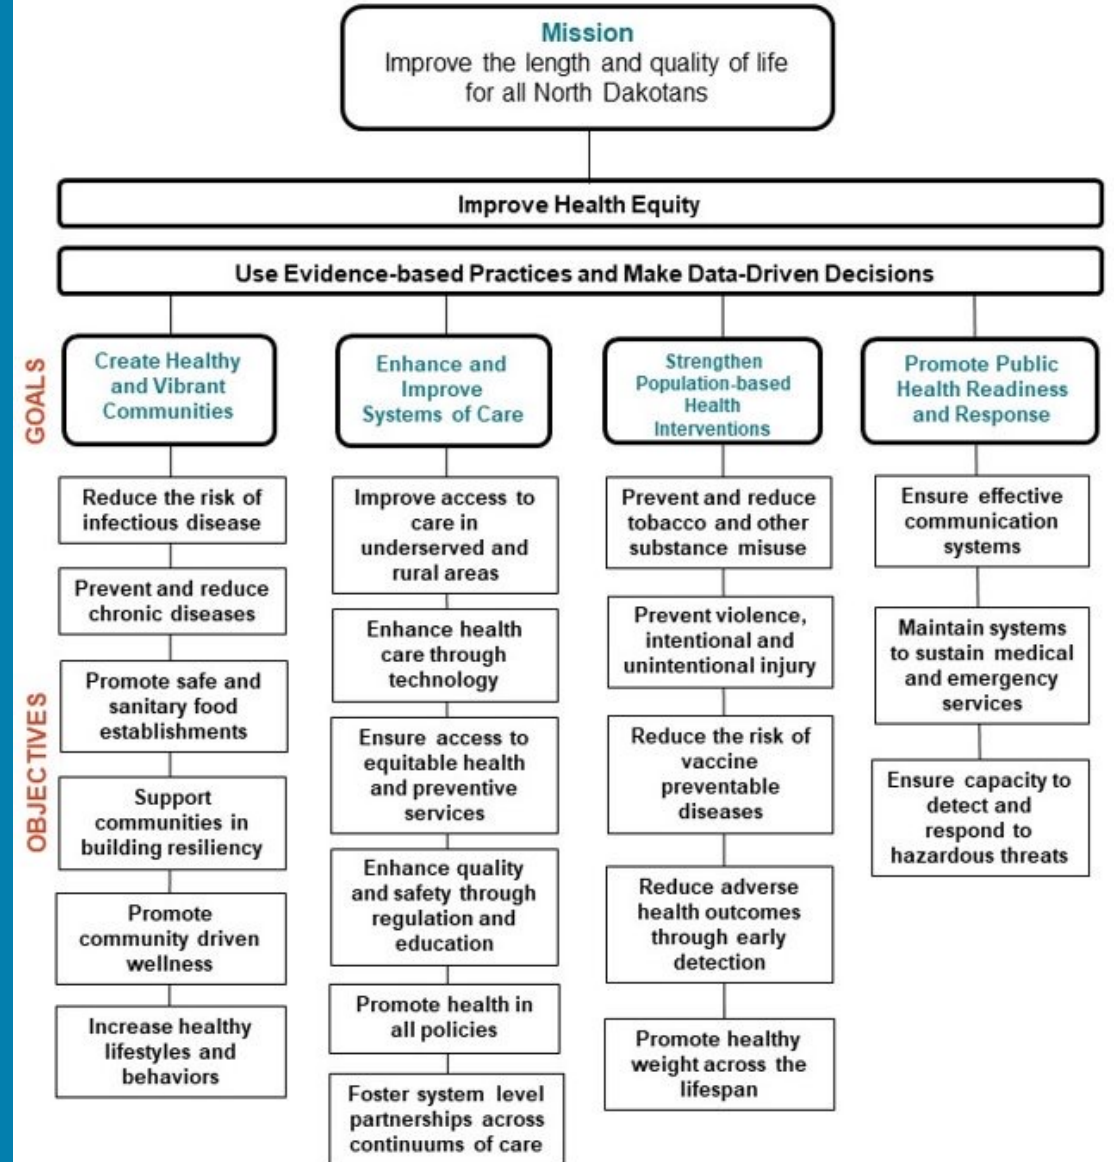 Mission
Improve the length and quality of life
for all North Dakotans
Improve Health Equity
Use Evidence-based Practices and Make Data-Driven Decisions
GOALS
Create Healthy
and Vibrant
Communities
Enhance and
Improve
Systems of Care
Strengthen
Population-based
Health
Interventions
Promote Public
Health Readiness
and Response
OBJECTIVES
Reduce the risk of
infectious disease
Prevent and reduce
chronic diseases
Promote safe and
sanitary food
establishments
Support
communities in
building resiliency
Promote
community driven
wellness
Increase healthy
lifestyles and
behaviors
Improve access to
care in
underserved and
rural areas
Enhance health
care through
technology
Ensure access to
equitable health
and preventive
services
Enhance quality
and safety through
regulation and
education
Promote health in
all policies
Foster system level
partnerships across
continuums of care
Prevent and reduce
tobacco and other
substance misuse
Prevent violence,
intentional and
unintentional injury
Reduce the risk of
vaccine
preventable
diseases
Reduce adverse
health outcomes
through early
detection
Promote healthy
weight across the
lifespan
Ensure effective
communication
systems
Maintain systems
to sustain medical
and emergency
services
Ensure capacity to
detect and
respond to
hazardous threats